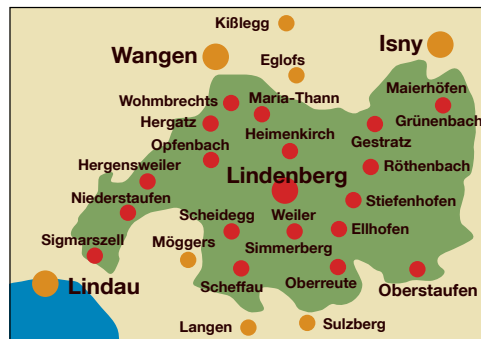 Kißlegg
Isny
Wangen
Eglofs
Maierhöfen
Wohmbrechts
Maria-Thann
Grünenbach
Hergatz
Heimenkirch
Gestratz
Opfenbach
Hergensweiler
Röthenbach
Lindenberg
Niederstaufen
Stiefenhofen
Scheidegg
Weiler
Ellhofen
Sigmarszell
Möggers
Simmerberg
Lindau
Scheffau
Oberreute
Oberstaufen
Langen
Sulzberg